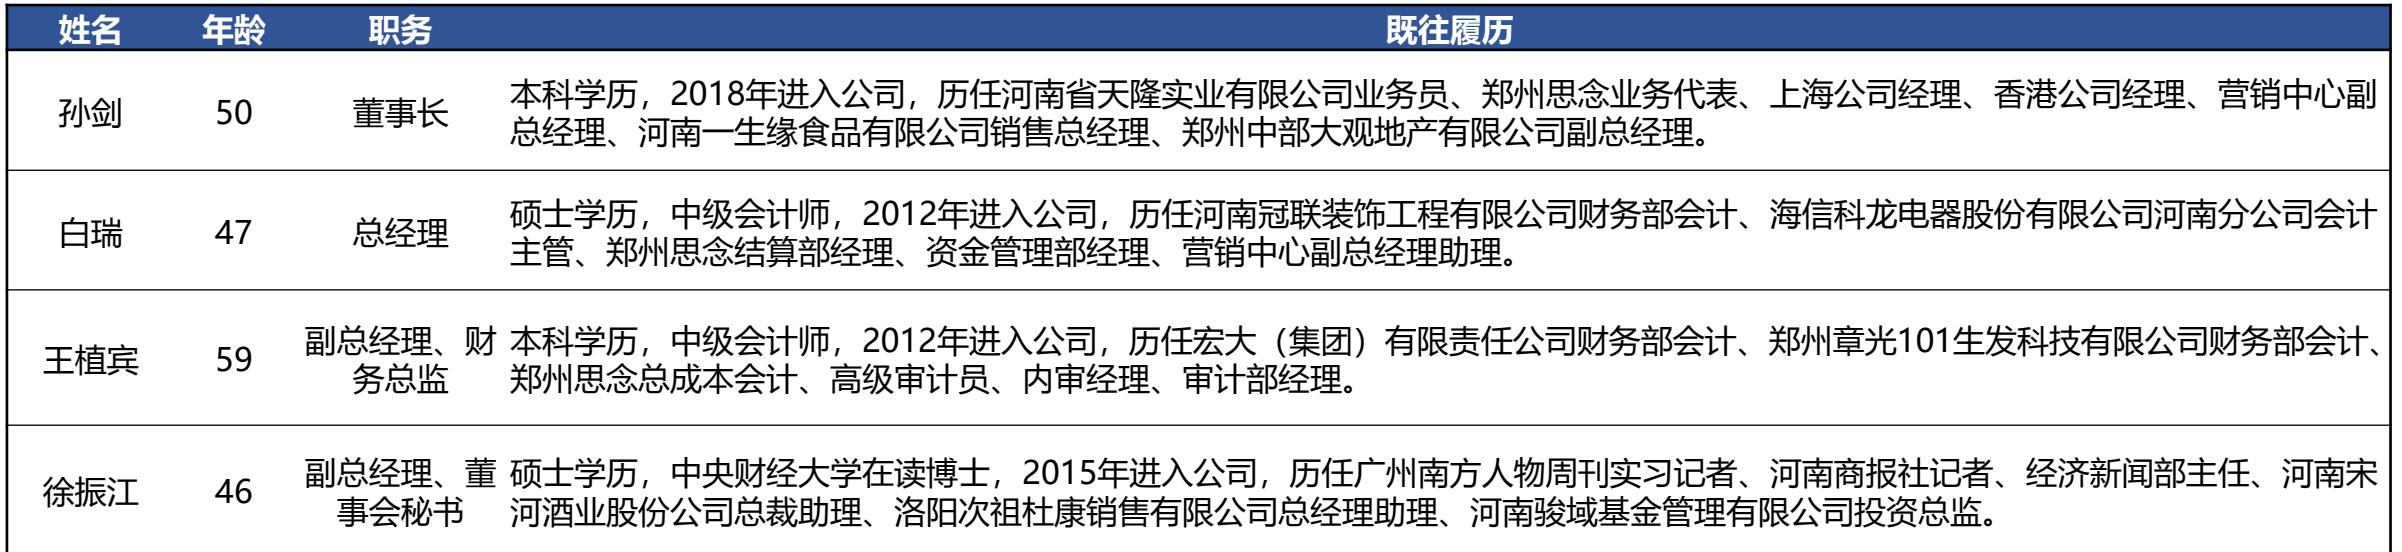 姓名 年龄 职务 既往履历
孙剑 50 董事长 本科学历，2018年进入公司，历任河南省天隆实业有限公司业务员、郑州思念业务代表、上海公司经理、香港公司经理、营销中心副
总经理、河南一生缘食品有限公司销售总经理、郑州中部大观地产有限公司副总经理。
白瑞 47 总经理 硕士学历，中级会计师，2012年进入公司，历任河南冠联装饰工程有限公司财务部会计、海信科龙电器股份有限公司河南分公司会计
主管、郑州思念结算部经理、资金管理部经理、营销中心副总经理助理。
王植宾 59 副总经理、财 本科学历，中级会计师，2012年进入公司，历任宏大（集团）有限责任公司财务部会计、郑州章光101生发科技有限公司财务部会计、
务总监 郑州思念总成本会计、高级审计员、内审经理、审计部经理。
徐振江 46 副总经理、董 硕士学历，中央财经大学在读博士，2015年进入公司，历任广州南方人物周刊实习记者、河南商报社记者、经济新闻部主任、河南宋
事会秘书 河酒业股份公司总裁助理、洛阳次祖杜康销售有限公司总经理助理、河南骏域基金管理有限公司投资总监。